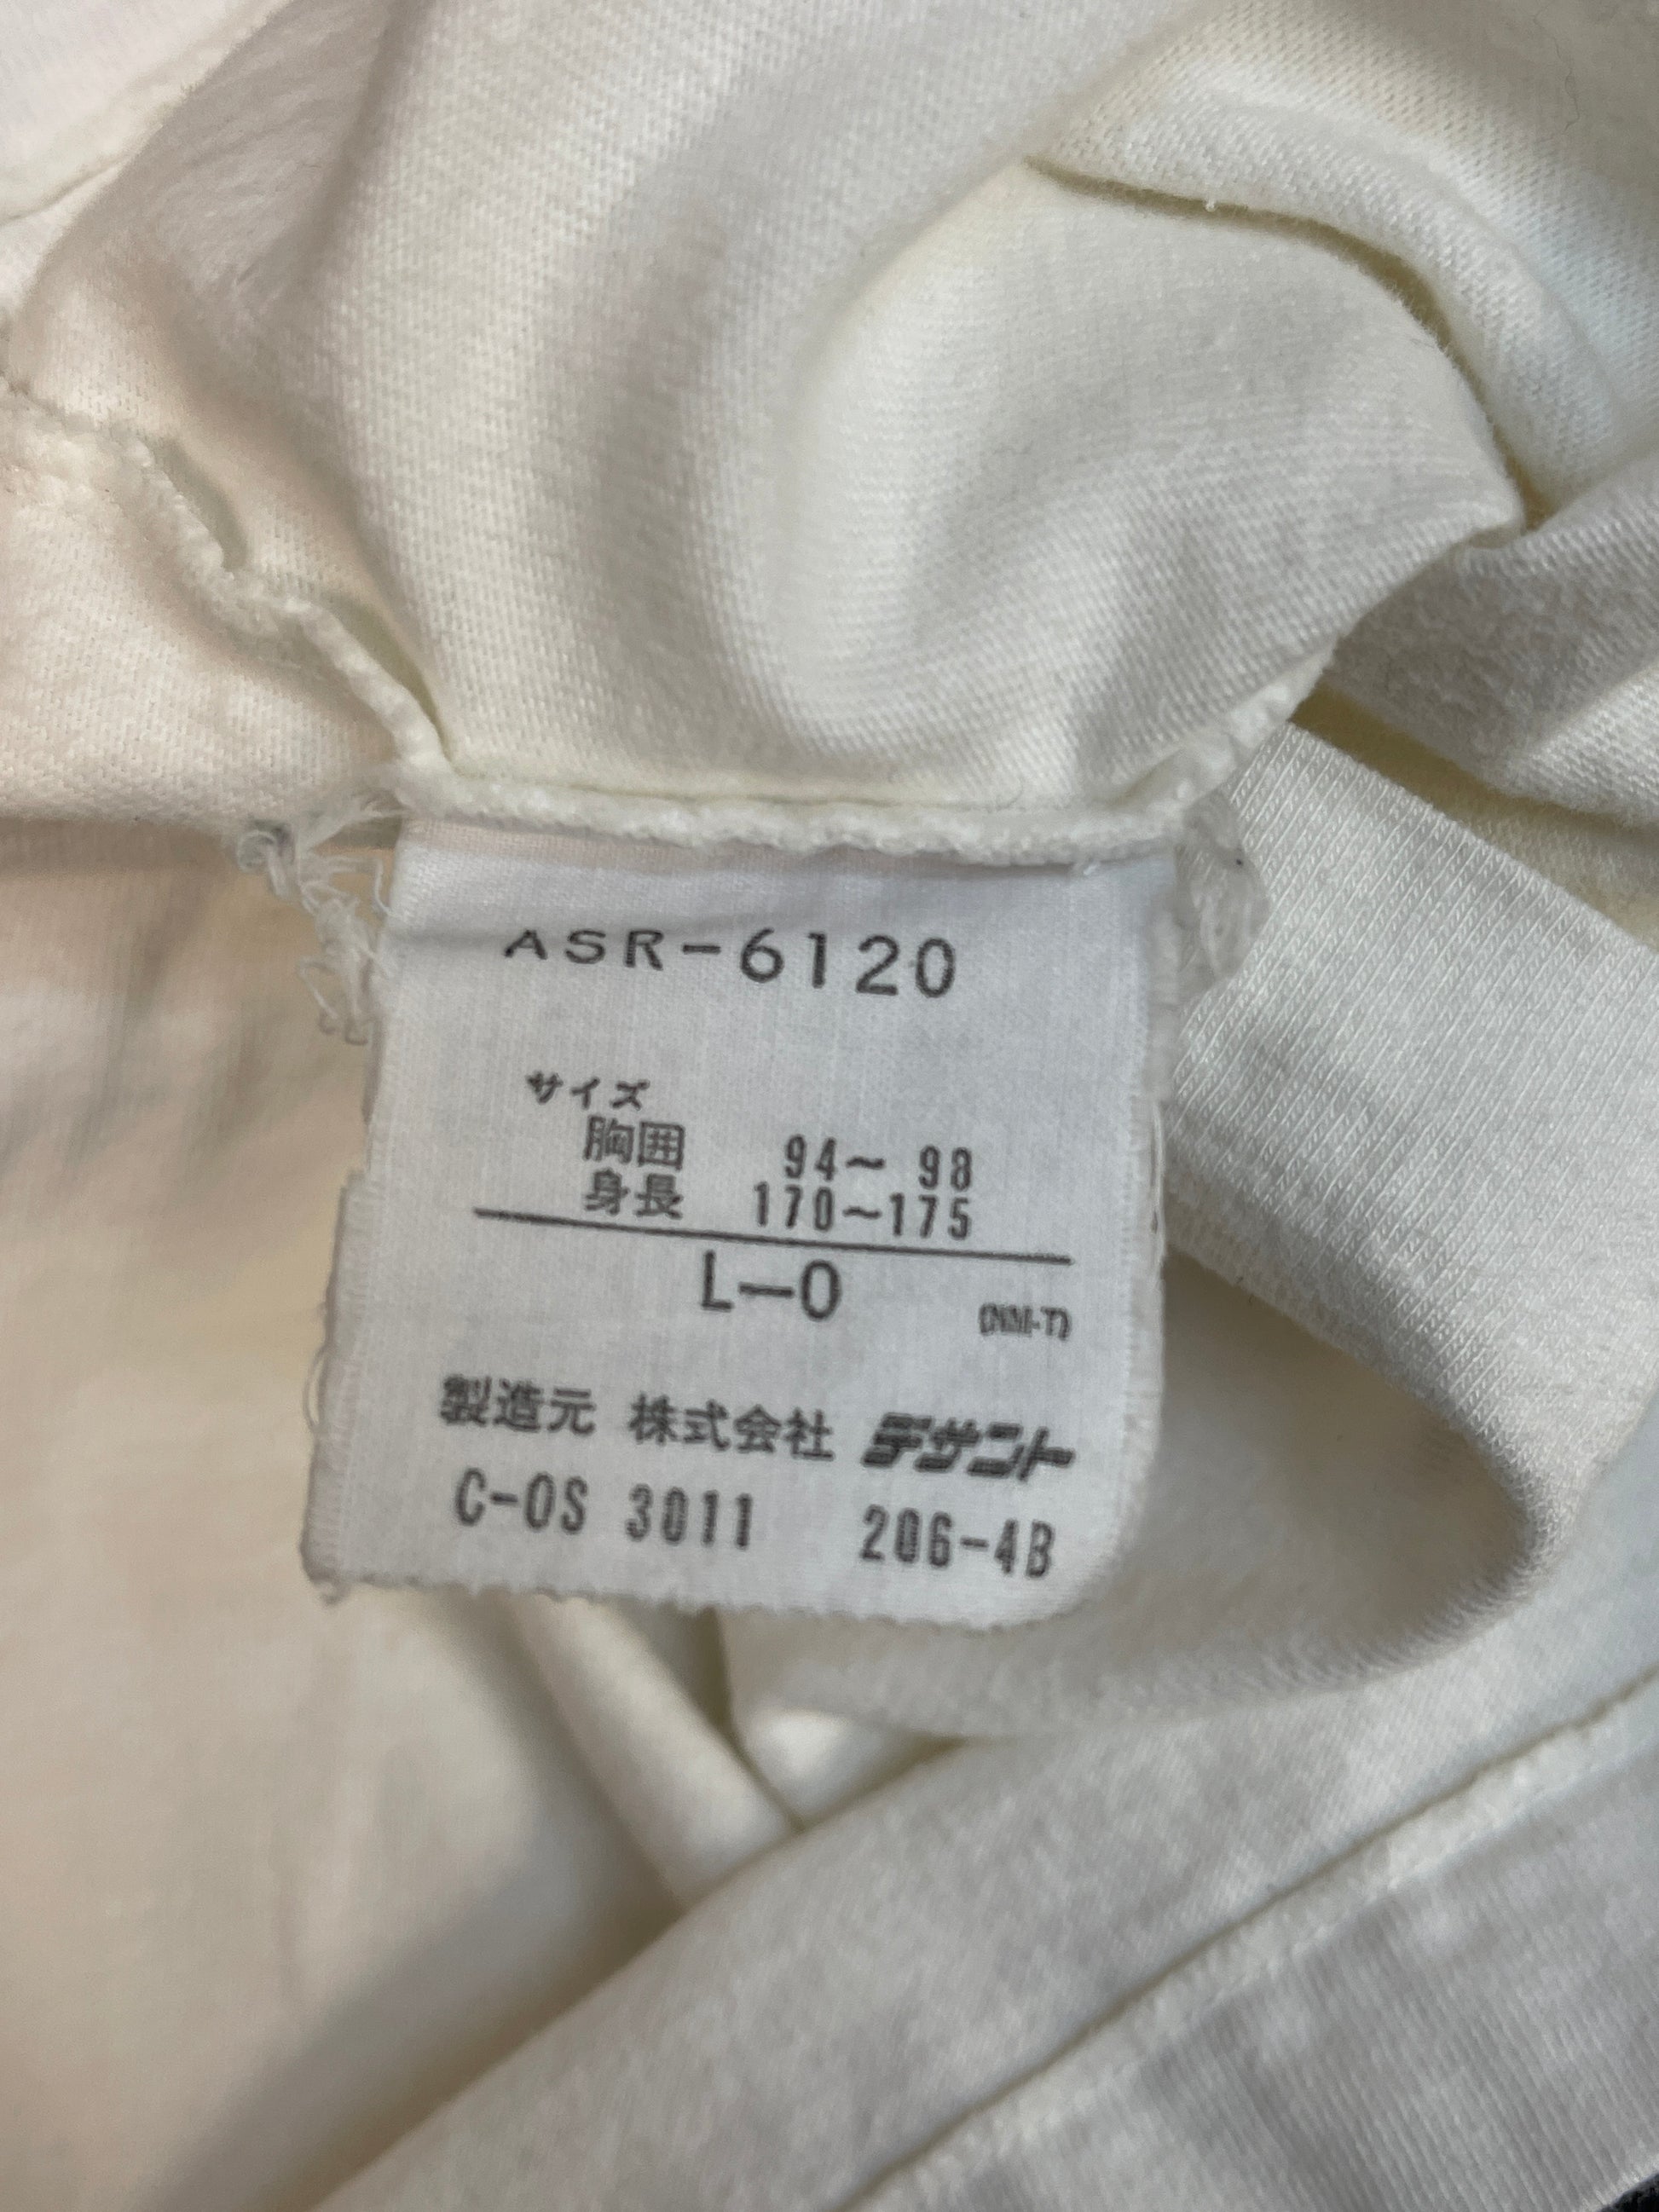 ASR-6120
サイズ
胸囲 94〜 98
身長 170〜175
L−O
(NNI-T)
製造元 株式会社 デサント
C-OS 3011 206-4B